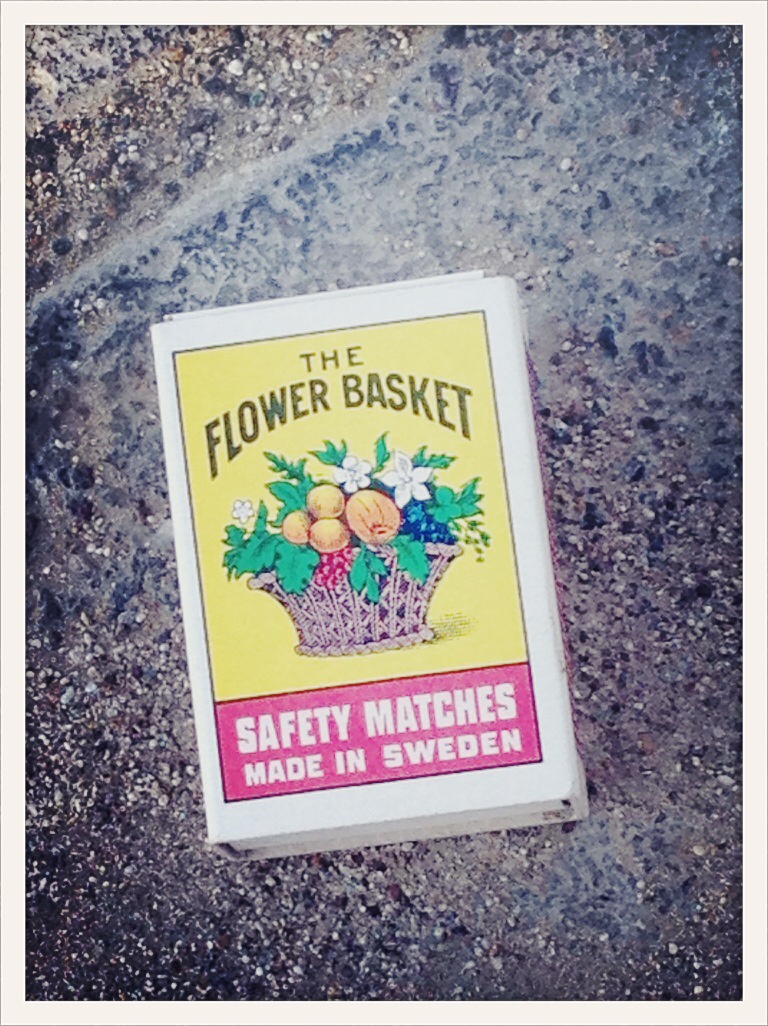 THE
FLOWER BASKET
SAFETY MATCHES
MADE IN SWEDEN